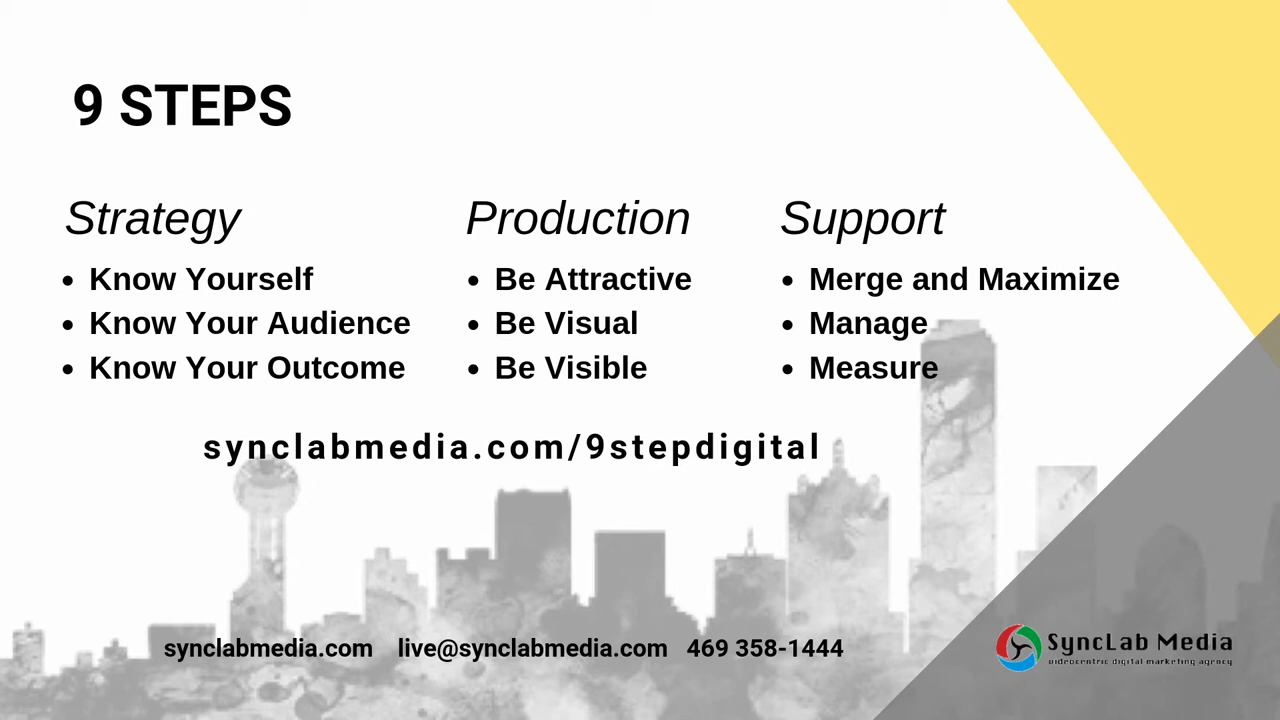 9 STEPS
Strategy
• Know Yourself
• Know Your Audience
• Know Your Outcome
Production
• Be Attractive
• Be Visual
• Be Visible
Support
• Merge and Maximize
• Manage
• Measure
synclabmedia.com/9stepdigital
synclabmedia.com live@synclabmedia.com 469 358-1444
SyncLab Media
videocentric digital marketing agency